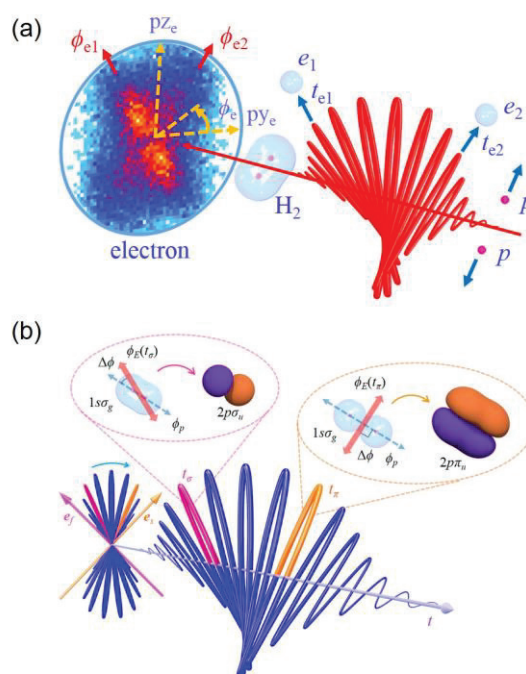 (a)
ϕe1
pze
ϕe2
ϕe
pye
electron
H2
e1
te1
e2
te2
p
p
(b)
Δϕ
ϕE(tσ)
1sσg
ϕp
2pσu
ϕE(tπ)
1sσg
Δϕ
ϕp
2pπu
tσ
tπ
ef
es
t